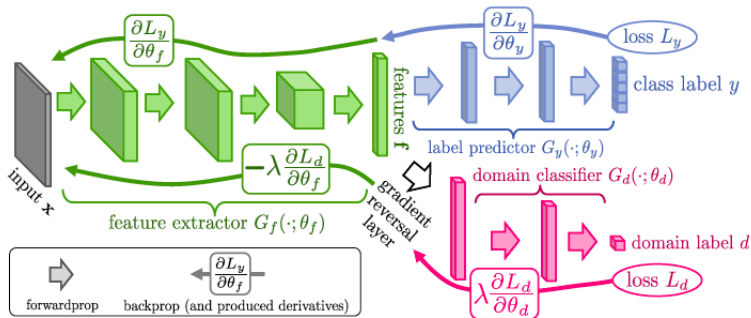 ∂L_y/∂θ_f
∂L_y/∂θ_y
loss L_y
features f
class label y
label predictor G_y(·; θ_y)
input x
−λ ∂L_d/∂θ_f
feature extractor G_f(·; θ_f)
gradient
reversal
layer
domain classifier G_d(·; θ_d)
domain label d
λ ∂L_d/∂θ_d
loss L_d
∂L_y/∂θ_f
forwardprop
backprop (and produced derivatives)